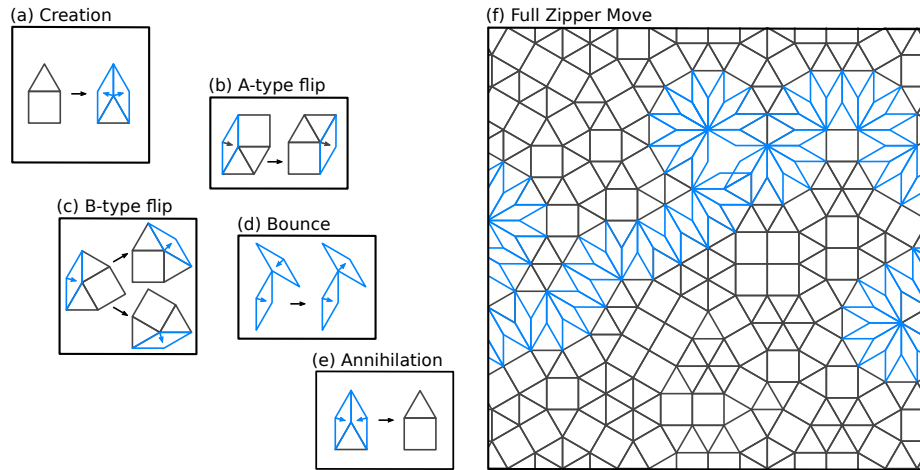 (a) Creation
(b) A-type flip
(c) B-type flip
(d) Bounce
(e) Annihilation
(f) Full Zipper Move